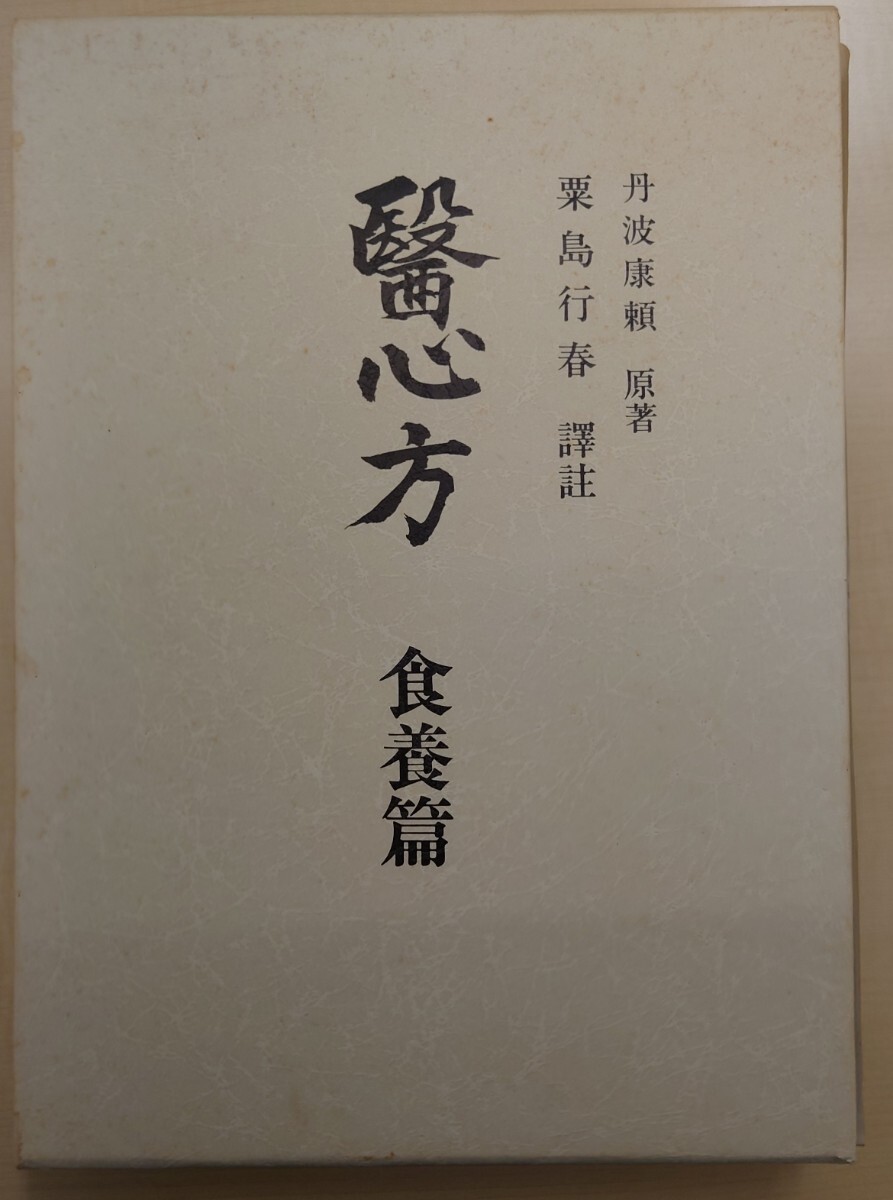 丹波康頼 原著
粟島行春 譯註
醫心方 食養篇